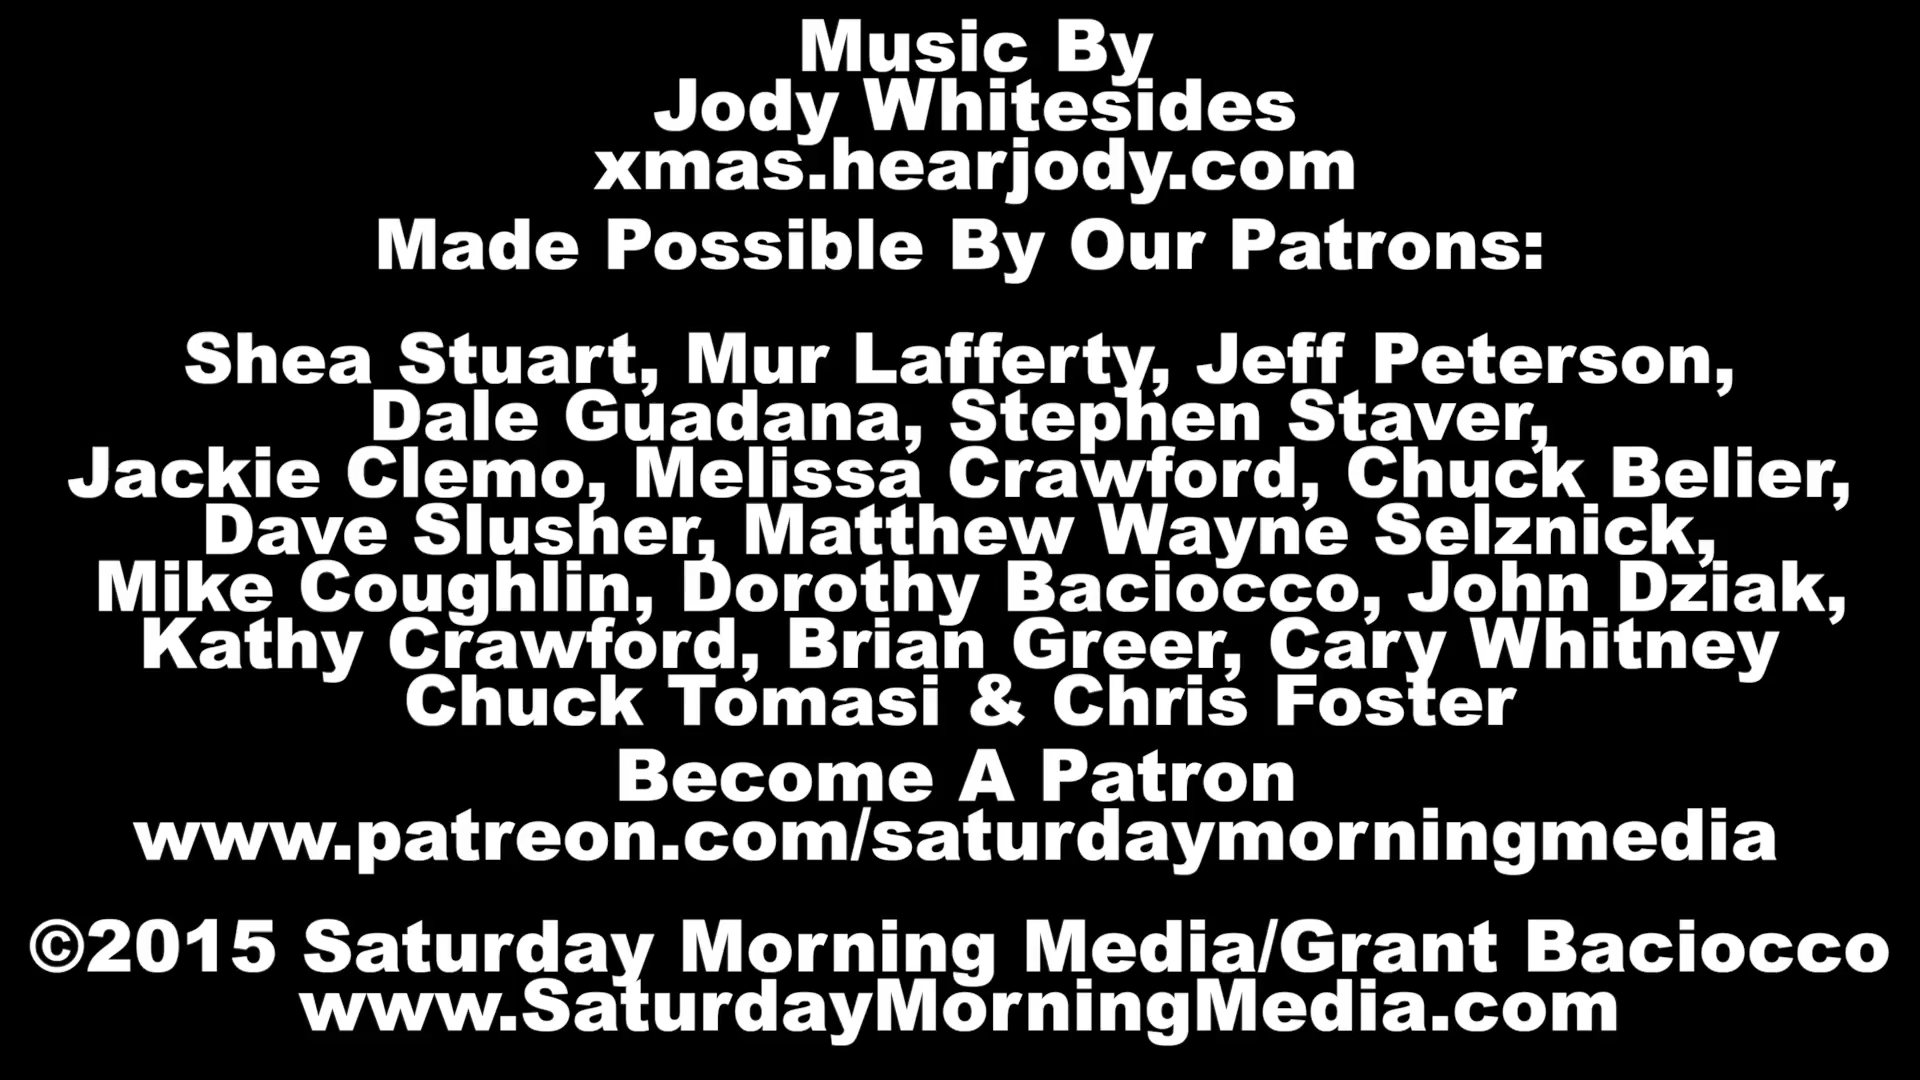 Music By
Jody Whitesides
xmas.hearjody.com
Made Possible By Our Patrons:
Shea Stuart, Mur Lafferty, Jeff Peterson,
Dale Guadana, Stephen Staver,
Jackie Clemo, Melissa Crawford, Chuck Belier,
Dave Slusher, Matthew Wayne Selznick,
Mike Coughlin, Dorothy Baciocco, John Dziak,
Kathy Crawford, Brian Greer, Cary Whitney
Chuck Tomasi & Chris Foster
Become A Patron
www.patreon.com/saturdaymorningmedia
©2015 Saturday Morning Media/Grant Baciocco
www.SaturdayMorningMedia.com